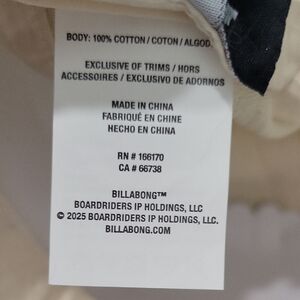 BODY: 100% COTTON / COTON / ALGOD
EXCLUSIVE OF TRIMS / HORS
ACCESSOIRES / EXCLUSIVO DE ADORNOS
MADE IN CHINA
FABRIQUÉ EN CHINE
HECHO EN CHINA
RN # 166170
CA # 66738
BILLABONG™
BOARDRIDERS IP HOLDINGS, LLC
© 2025 BOARDRIDERS IP HOLDINGS, LLC.
BILLABONG.COM